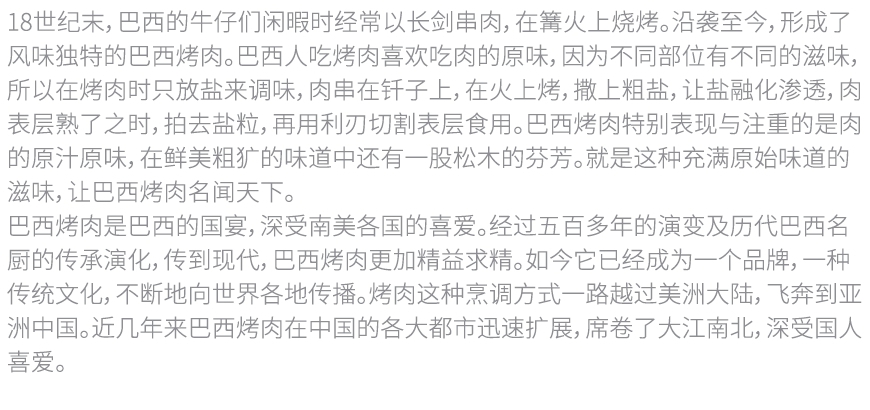 18世纪末，巴西的牛仔们闲暇时经常以长剑串肉，在篝火上烧烤。沿袭至今，形成了
风味独特的巴西烤肉。巴西人吃烤肉喜欢吃肉的原味，因为不同部位有不同的滋味，
所以在烤肉时只放盐来调味，肉串在钎子上，在火上烤，撒上粗盐，让盐融化渗透，肉
表层熟了之时，拍去盐粒，再用利刃切割表层食用。巴西烤肉特别表现与注重的是肉
的原汁原味，在鲜美粗犷的味道中还有一股松木的芬芳。就是这种充满原始味道的
滋味，让巴西烤肉名闻天下。
巴西烤肉是巴西的国宴，深受南美各国的喜爱。经过五百多年的演变及历代巴西名
厨的传承演化，传到现代，巴西烤肉更加精益求精。如今它已经成为一个品牌，一种
传统文化，不断地向世界各地传播。烤肉这种烹调方式一路越过美洲大陆，飞奔到亚
洲中国。近几年来巴西烤肉在中国的各大都市迅速扩展，席卷了大江南北，深受国人
喜爱。